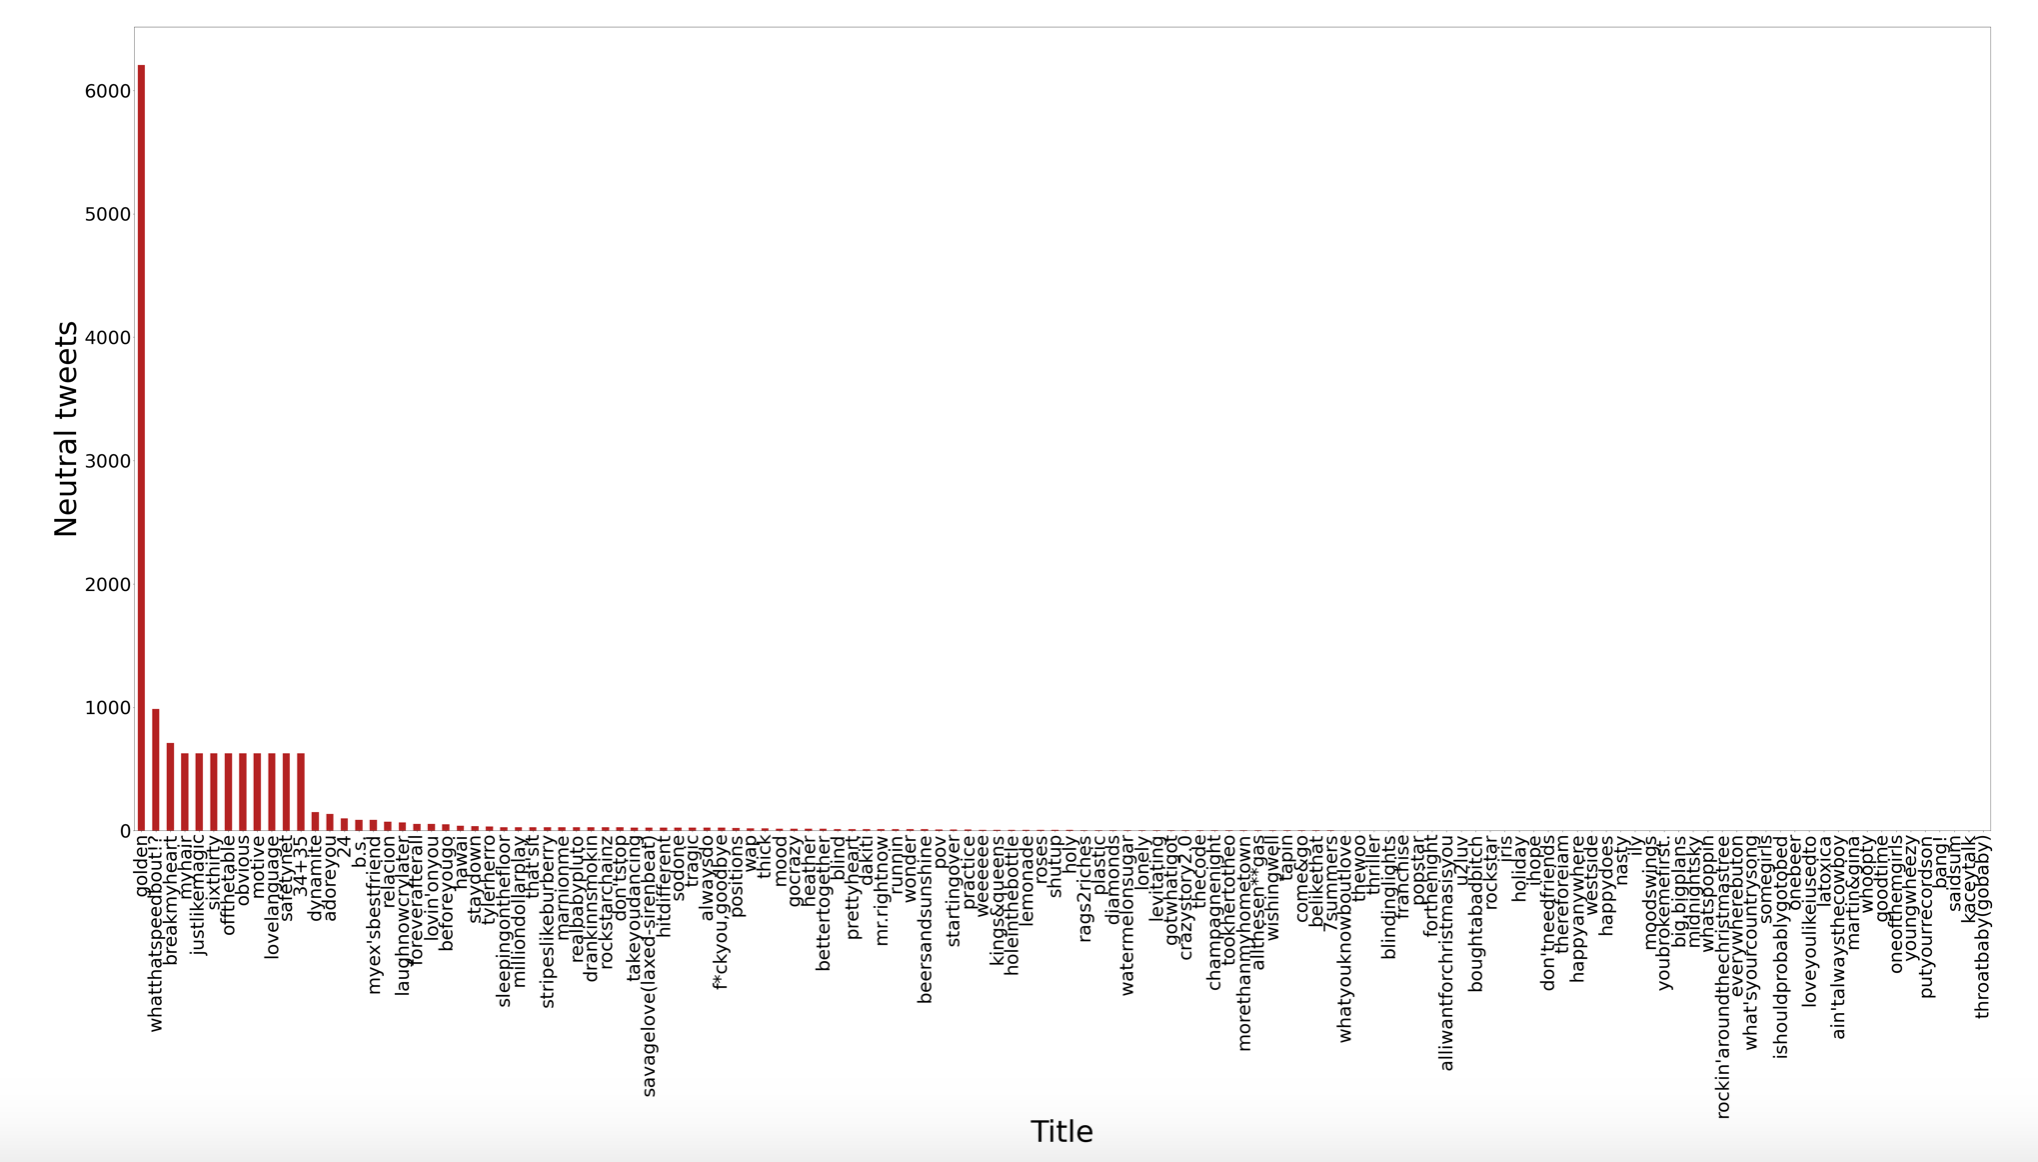 6000
5000
4000
3000
2000
1000
0
Neutral tweets
golden
whatthatspeedbout!?
breakmyheart
myhair
justlikemagic
sixthirty
offthetable
obvious
motive
lovelanguage
safetynet
34+35
dynamite
adoreyou
24
b.s.
myex'sbestfriend
relacion
laughnowcrylater
foreverafterall
lovin'onyou
beforeyougo
hawai
staydown
tylerherro
sleepingonthefloor
milliondollarplay
that'sit
stripeslikeburberry
marnionme
realbabypluto
drankinnsmokin
rockstarchainz
don'tstop
takeyoudancing
savagelove(laxed-sirenbeat)
hitdifferent
sodone
tragic
alwaysdo
f*ckyou,goodbye
positions
wap
thick
mood
gocrazy
heather
bettertogether
blind
prettyheart
dakiti
mr.rightnow
runnin
wonder
beersandsunshine
pov
startingover
practice
weeeeee
kings&queens
holeinthebottle
lemonade
roses
shutup
holy
rags2riches
plastic
diamonds
watermelonsugar
lonely
levitating
gotwhatigot
crazystory2.0
thecode
champagnenight
tookhertotheo
morethanmyhometown
allthesen**gas
wishingwell
tapin
come&go
belikethat
7summers
whatyouknowboutlove
thewoo
thriller
blindinglights
franchise
popstar
forthenight
alliwantforchristmasisyou
u2luv
boughtabadbitch
rockstar
jris
holiday
ihope
don'tneedfriends
thereforeiam
happyanywhere
westside
happydoes
nasty
ily
moodswings
youbrokemefirst.
bigbigplans
midnightsky
whatspoppin
rockin'aroundthechristmastree
everywherebuton
what'syourcountrysong
somegirls
ishouldprobablygotobed
onebeer
loveyoulikeiusedto
latoxica
ain'talwaysthecowboy
martin&gina
whoopty
goodtime
oneofthemgirls
youngwheezy
putyourrecordson
bang!
saidsum
kaceytalk
throatbaby(gobaby)
Title